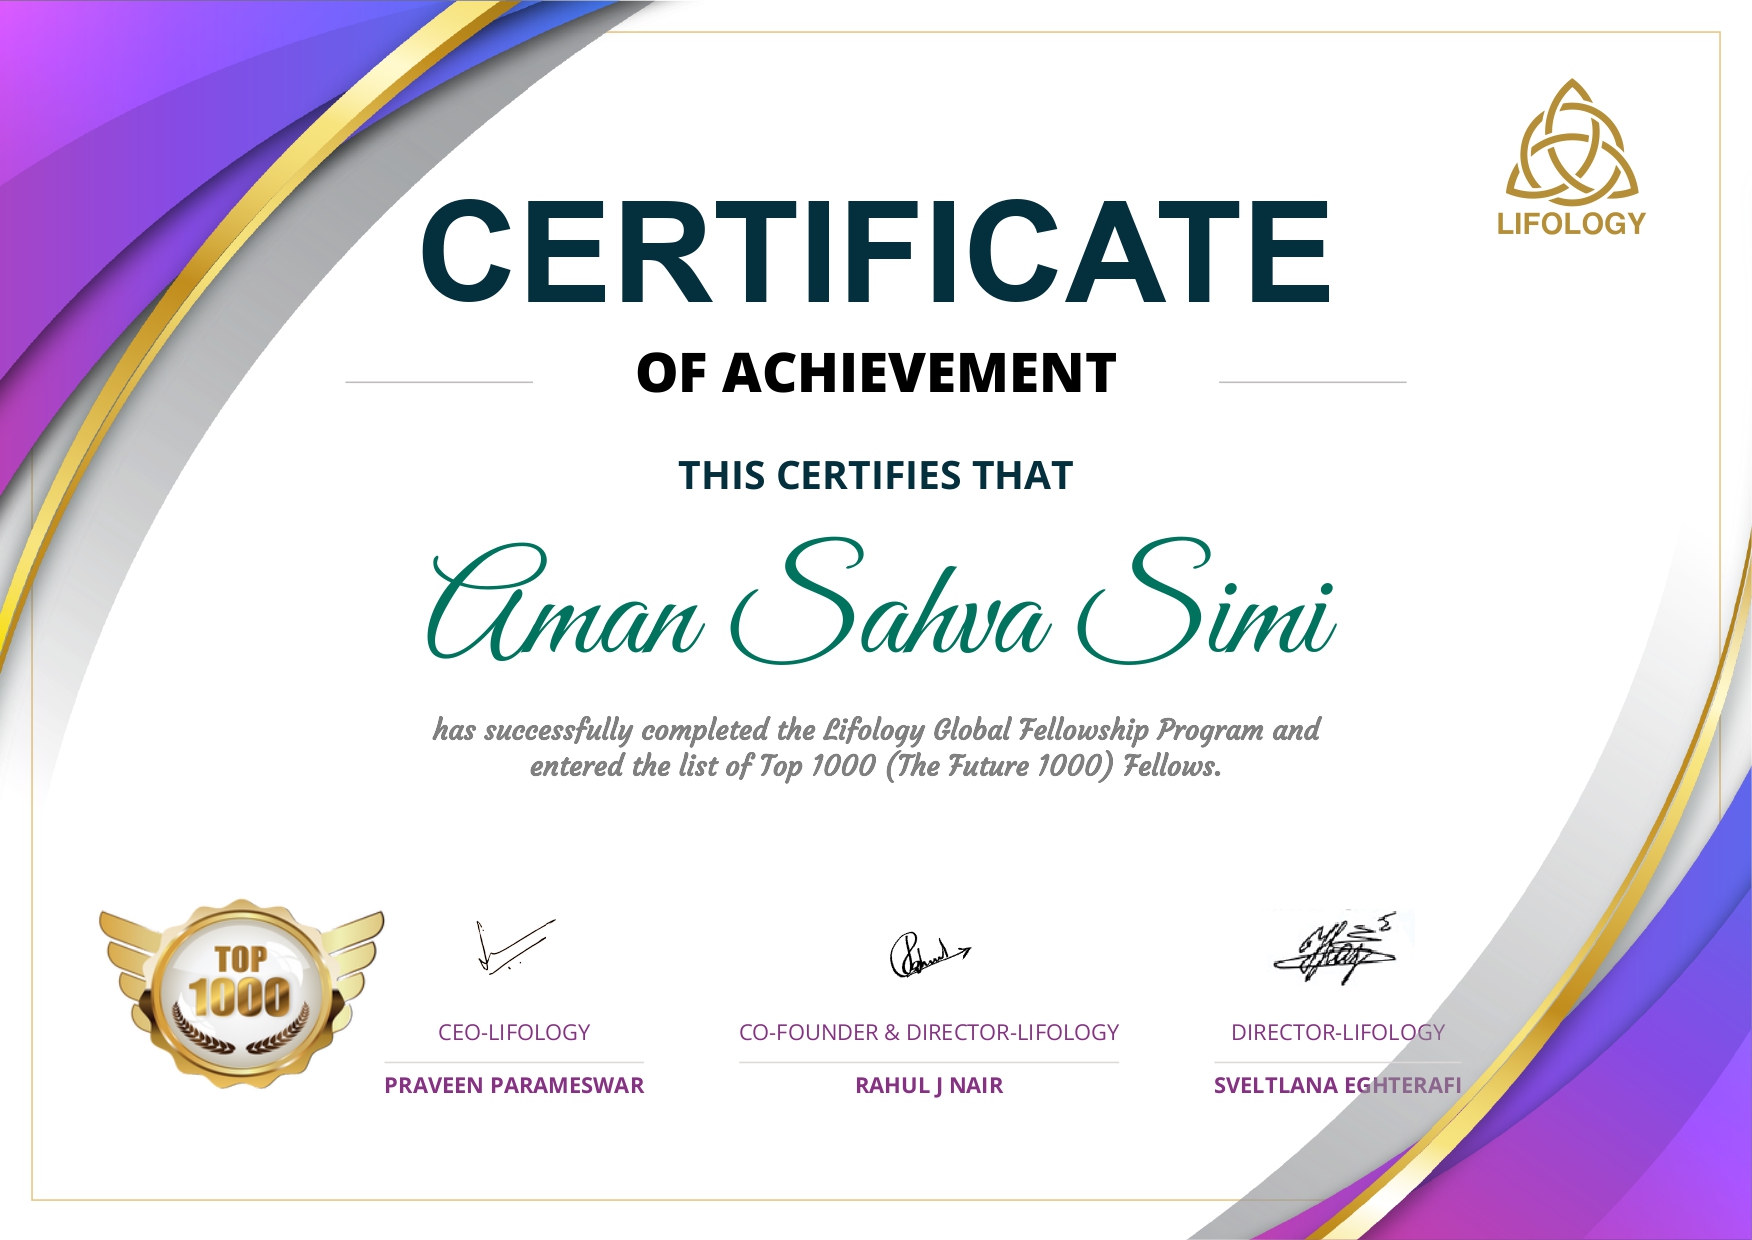 LIFOLOGY
CERTIFICATE
OF ACHIEVEMENT
THIS CERTIFIES THAT
Aman Sahva Simi
has successfully completed the Lifology Global Fellowship Program and
entered the list of Top 1000 (The Future 1000) Fellows.
TOP
1000
CEO-LIFOLOGY
PRAVEEN PARAMESWAR
CO-FOUNDER & DIRECTOR-LIFOLOGY
RAHUL J NAIR
DIRECTOR-LIFOLOGY
SVELTLANA EGHTERAFI